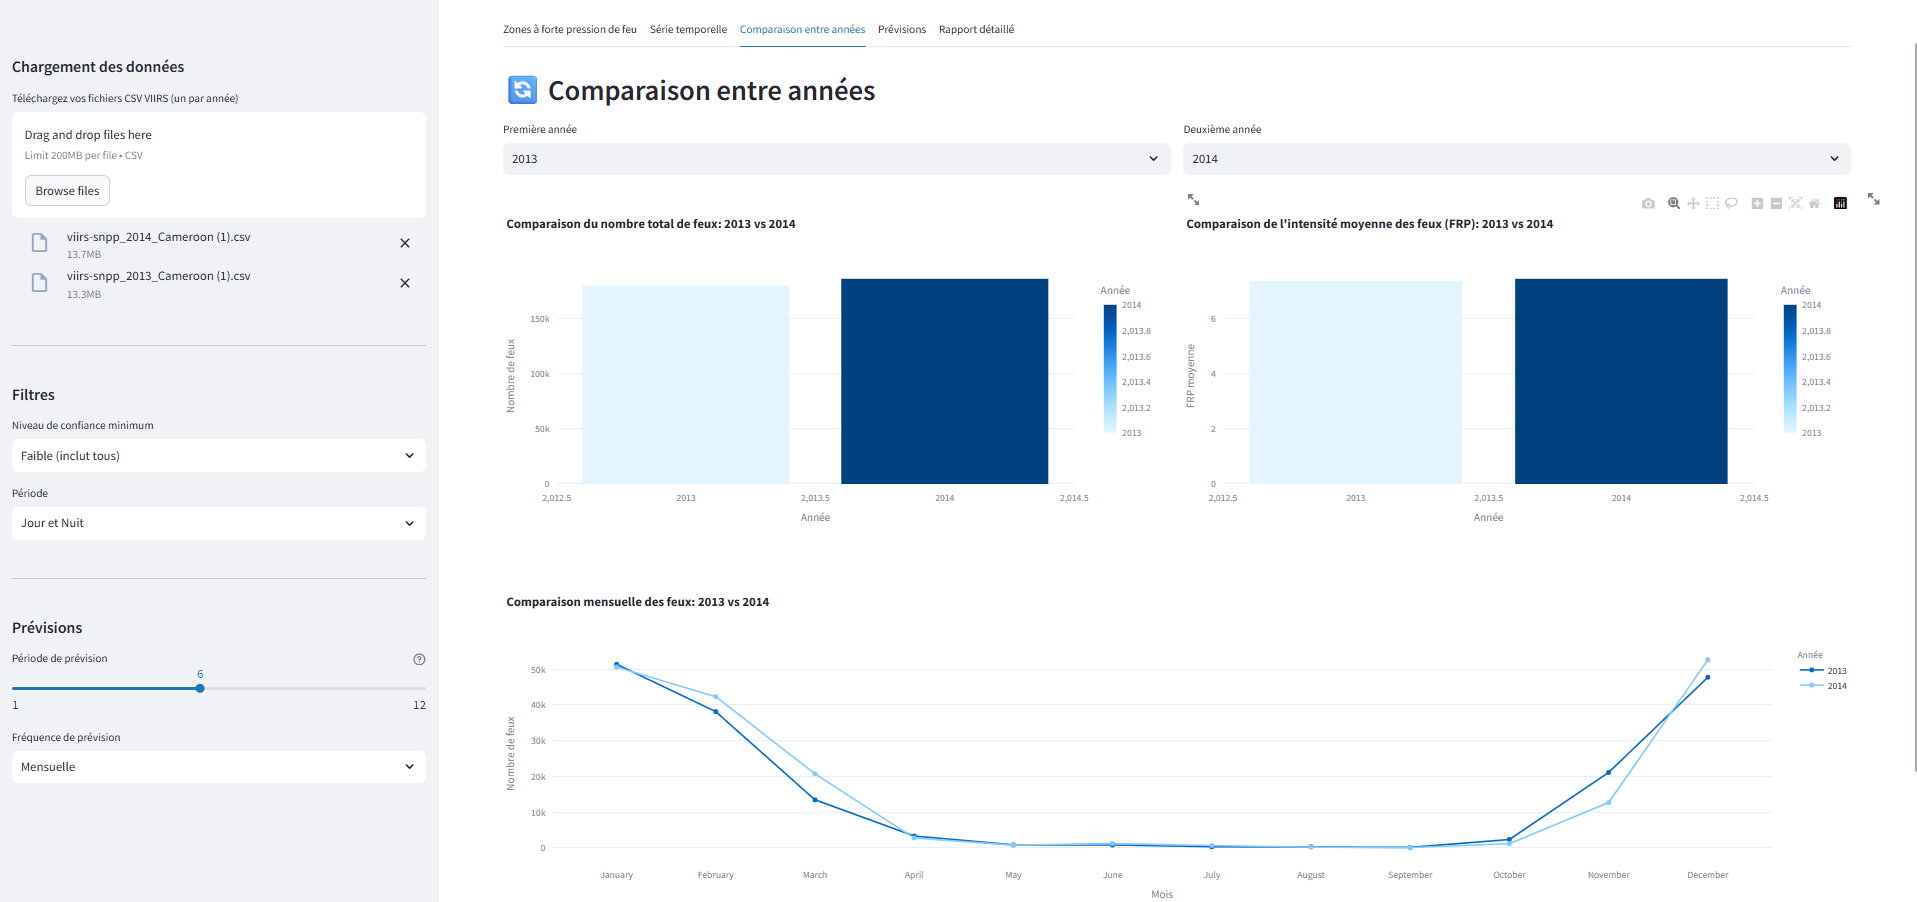 Chargement des données
Téléchargez vos fichiers CSV VIIRS (un par année)
Drag and drop files here
Limit 200MB per file • CSV
Browse files
viirs-snpp_2014_Cameroon (1).csv
13.7MB
viirs-snpp_2013_Cameroon (1).csv
13.3MB
Filtres
Niveau de confiance minimum
Faible (inclut tous)
Période
Jour et Nuit
Prévisions
Période de prévision
6
1 12
Fréquence de prévision
Mensuelle
Zones à forte pression de feu Série temporelle Comparaison entre années Prévisions Rapport détaillé
Comparaison entre années
Première année
2013
Deuxième année
2014
Comparaison du nombre total de feux: 2013 vs 2014
Nombre de feux
150k
100k
50k
0
2,012.5 2013 2,013.5 2014 2,014.5
Année
Année
2014
2,013.8
2,013.6
2,013.4
2,013.2
2013
Comparaison de l'intensité moyenne des feux (FRP): 2013 vs 2014
FRP moyenne
6
4
2
0
2,012.5 2013 2,013.5 2014 2,014.5
Année
Année
2014
2,013.8
2,013.6
2,013.4
2,013.2
2013
Comparaison mensuelle des feux: 2013 vs 2014
Nombre de feux
50k
40k
30k
20k
10k
0
January February March April May June July August September October November December
Mois
Année
2013
2014